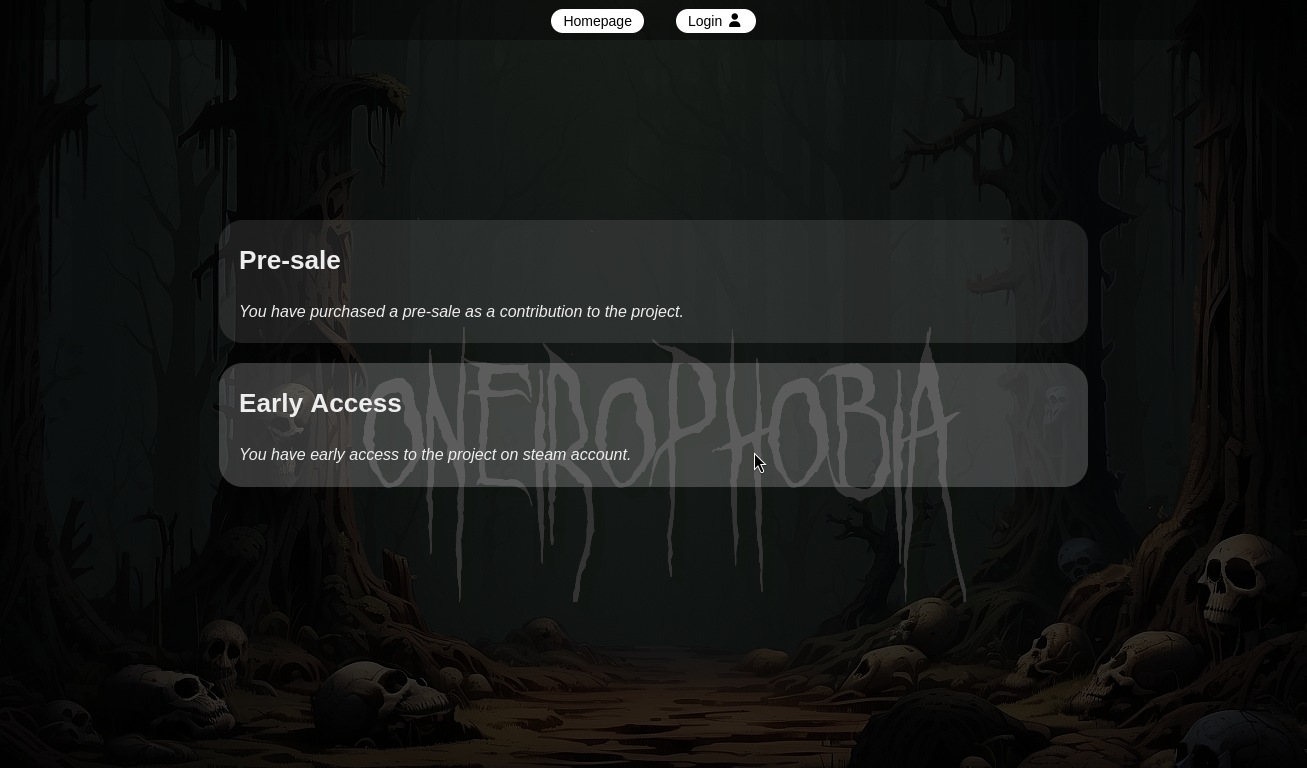 Homepage
Login
Pre-sale
You have purchased a pre-sale as a contribution to the project.
ONEIROPHOBIA
Early Access
You have early access to the project on steam account.